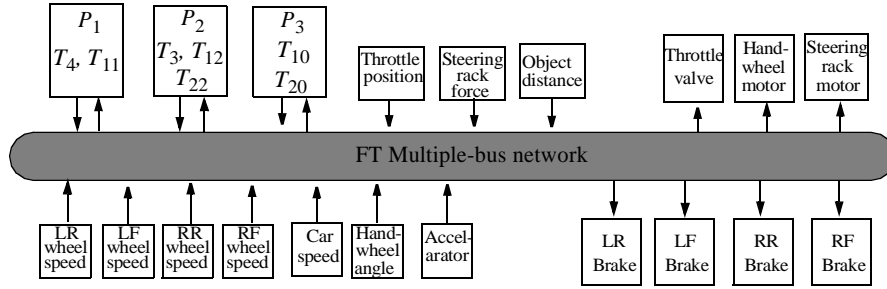 P1
T4, T11
P2
T3, T12
T22
P3
T10
T20
Throttle
position
Steering
rack
force
Object
distance
Throttle
valve
Hand-
wheel
motor
Steering
rack
motor
FT Multiple-bus network
LR
wheel
speed
LF
wheel
speed
RR
wheel
speed
RF
wheel
speed
Car
speed
Hand-
wheel
angle
Accel-
arator
LR
Brake
LF
Brake
RR
Brake
RF
Brake